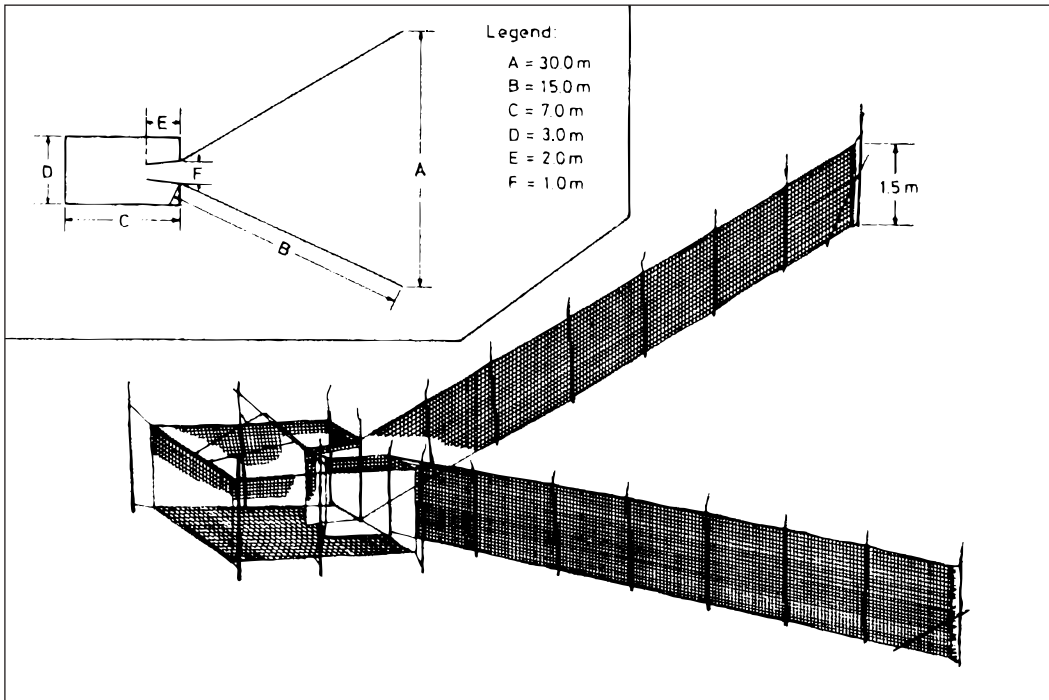 Legend:
A = 30.0 m
B = 15.0 m
C = 7.0 m
D = 3.0 m
E = 2.0 m
F = 1.0 m
E
D
F
A
C
B
1.5 m